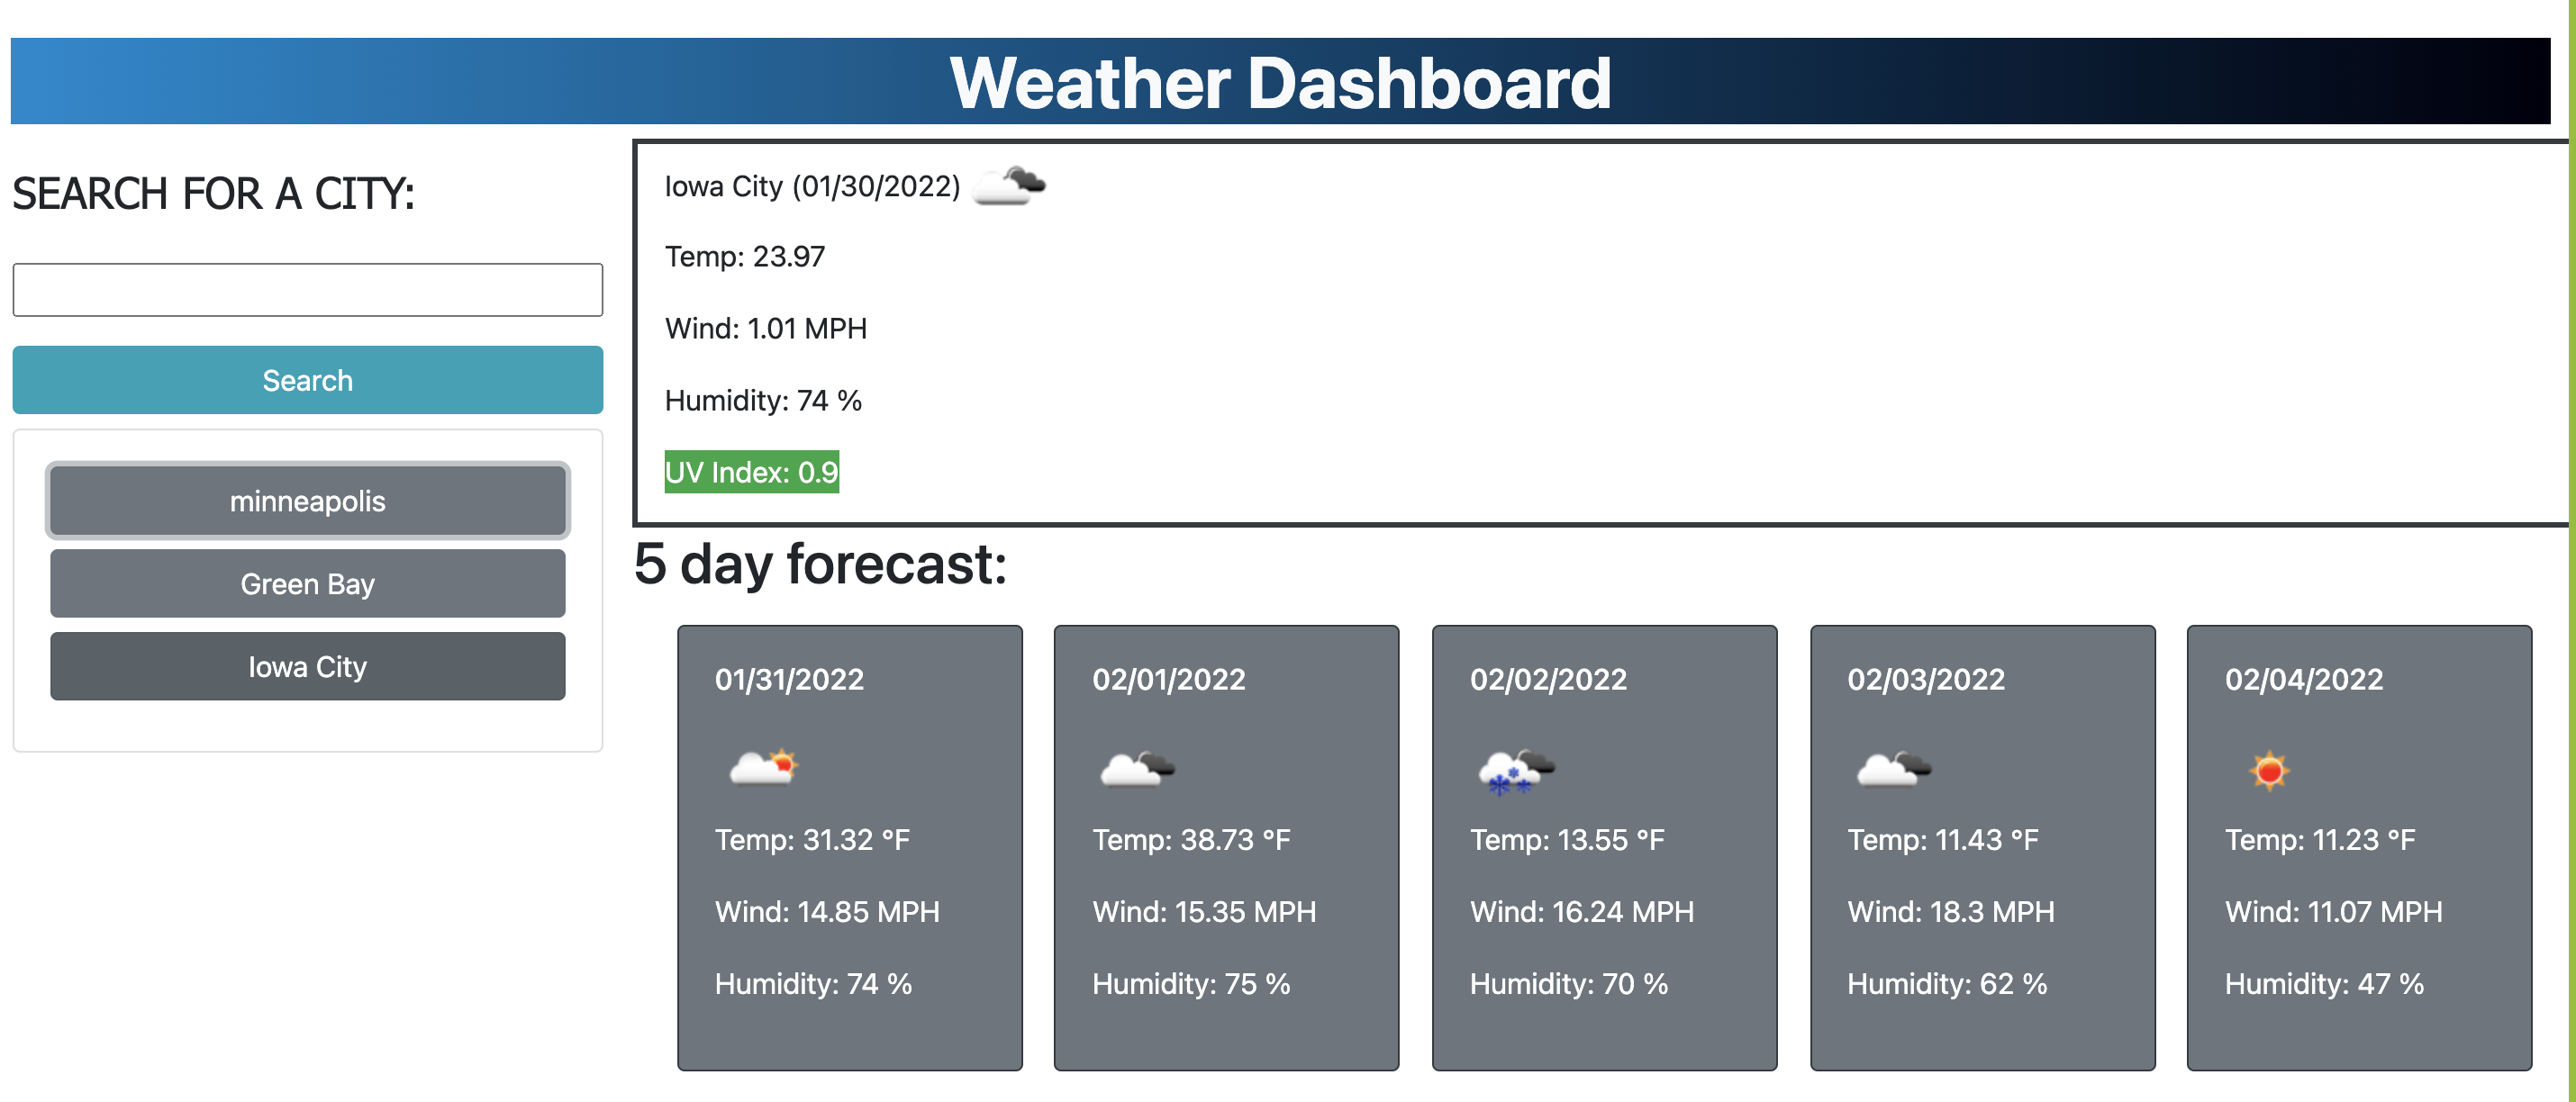 Weather Dashboard
SEARCH FOR A CITY:
Search
minneapolis
Green Bay
Iowa City
Iowa City (01/30/2022)
Temp: 23.97
Wind: 1.01 MPH
Humidity: 74 %
UV Index: 0.9
5 day forecast:
01/31/2022
Temp: 31.32 °F
Wind: 14.85 MPH
Humidity: 74 %
02/01/2022
Temp: 38.73 °F
Wind: 15.35 MPH
Humidity: 75 %
02/02/2022
Temp: 13.55 °F
Wind: 16.24 MPH
Humidity: 70 %
02/03/2022
Temp: 11.43 °F
Wind: 18.3 MPH
Humidity: 62 %
02/04/2022
Temp: 11.23 °F
Wind: 11.07 MPH
Humidity: 47 %